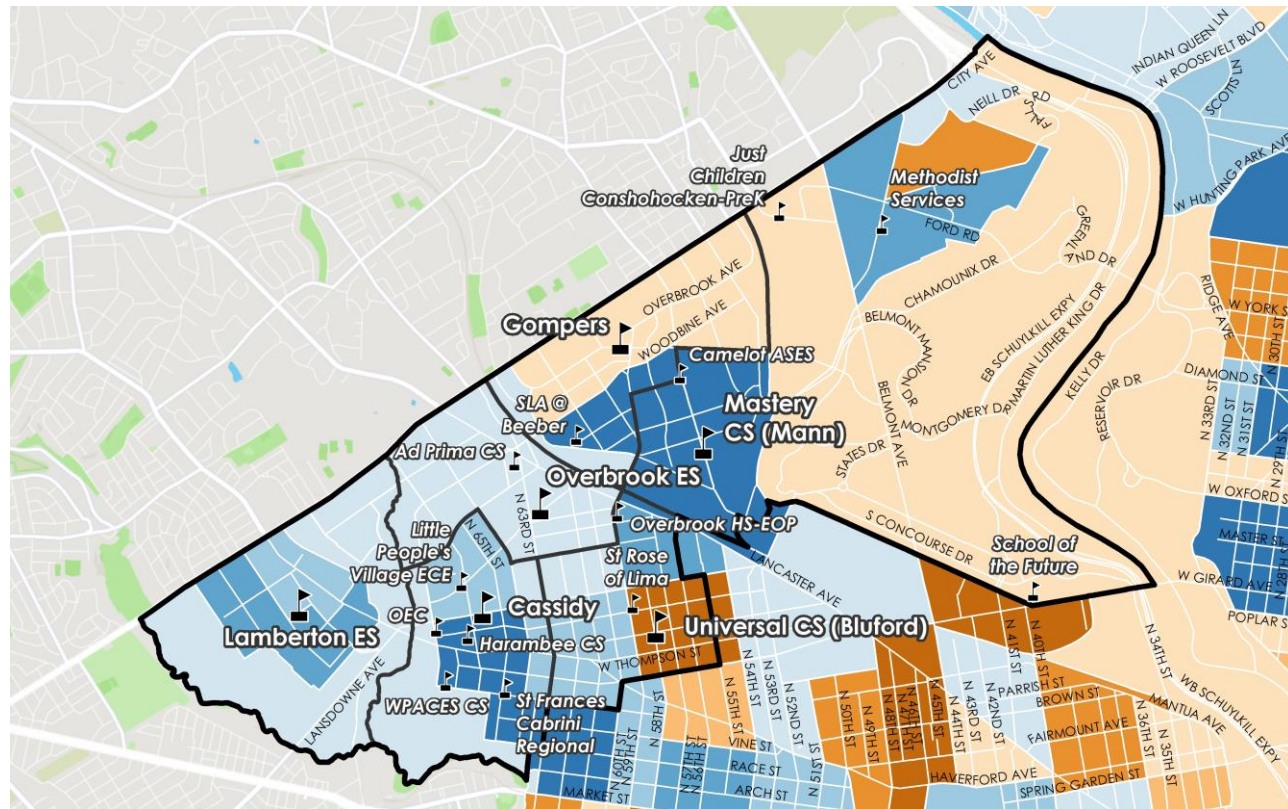 INDIAN QUEEN LN
W ROOSEVELT BLVD
SCOTTS LN
CITY AVE
NEILL DR
FALLS RD
W HUNTING PARK AVE
Just
Children
Conshohocken-PreK
Methodist
Services
FORD RD
GREENLAND DR
CHAMOUNIX DR
RIDGE AVE
OVERBROOK AVE
WOODBINE AVE
Gompers
BELMONT MANSION DR
EB SCHUYLKILL EXPY
MARTIN LUTHER KING DR
KELLY DR
RESERVOIR DR
W YORK S
N 30TH ST
DIAMOND ST
Camelot ASES
BELMONT AVE
MONTGOMERY DR
N 33RD ST
N 32ND ST
N 31ST ST
N 29TH ST
SLA @
Beeber
Mastery
CS (Mann)
STATES DR
Ad Prima CS
Overbrook ES
N 63RD ST
W OXFORD S
Overbrook HS-EOP
S CONCOURSE DR
MASTER ST
N 28TH S
Little
People's
Village ECE
N 65TH ST
St Rose
of Lima
LANCASTER AVE
School of
the Future
W GIRARD AVE
POPLAR S
Lamberton ES
OEC
Cassidy
Harambee CS
Universal CS (Bluford)
W THOMPSON ST
N 41ST ST
N 40TH ST
N 34TH ST
WB SCHUYLKILL EXPY
LANSDOWNE AVE
WPACES CS
St Frances
Cabrini
Regional
N 60TH ST
N 59TH ST
N 58TH ST
N 57TH ST
N 56TH ST
N 55TH ST
N 54TH ST
N 53RD ST
N 52ND ST
N 51ST ST
N 50TH ST
N 49TH ST
N 48TH ST
N 47TH ST
N 46TH ST
N 45TH ST
N 44TH ST
N 43RD ST
N 42ND ST
PARRISH ST
BROWN ST
FAIRMOUNT AVE
MANTUA AVE
N 36TH ST
N 35TH ST
VINE ST
RACE ST
ARCH ST
MARKET ST
HAVERFORD AVE
SPRING GARDEN ST